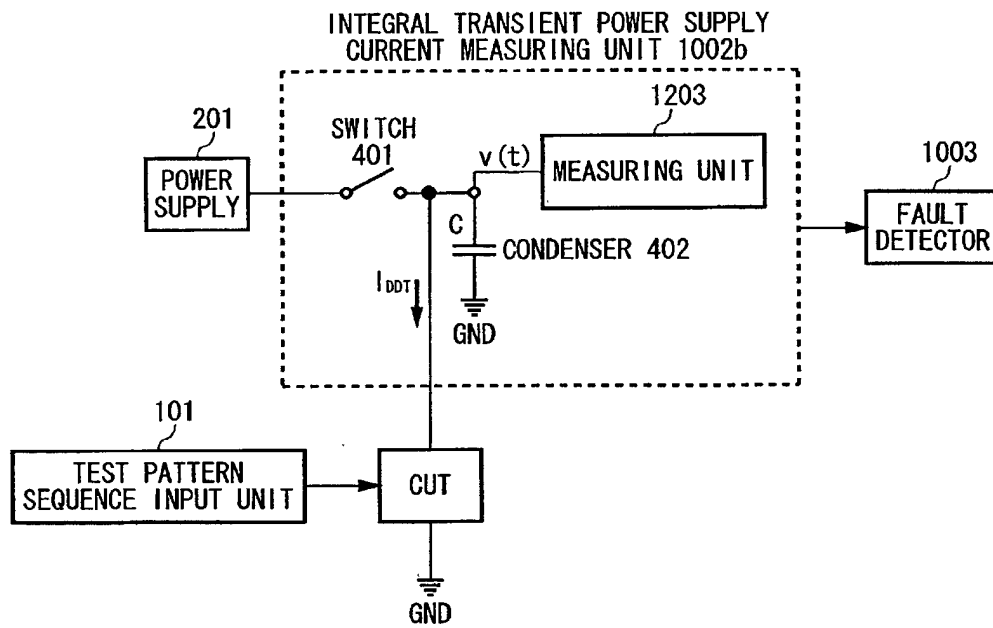 INTEGRAL TRANSIENT POWER SUPPLY
CURRENT MEASURING UNIT 1002b
201
POWER
SUPPLY
SWITCH
401
v(t)
1203
MEASURING UNIT
1003
FAULT
DETECTOR
C
CONDENSER 402
IDDT
GND
101
TEST PATTERN
SEQUENCE INPUT UNIT
CUT
GND